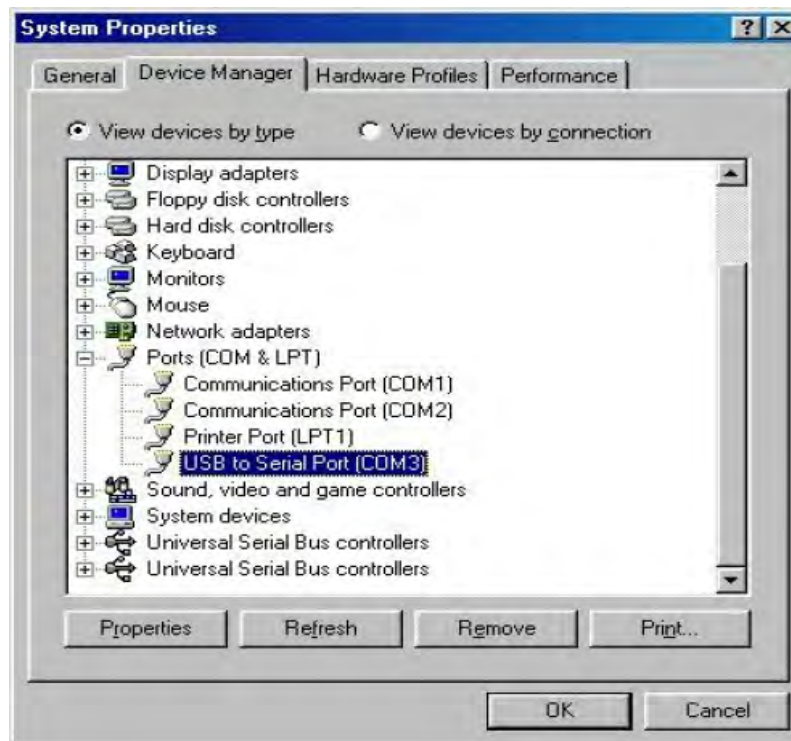 System Properties
General Device Manager Hardware Profiles Performance
View devices by type View devices by connection
Display adapters
Floppy disk controllers
Hard disk controllers
Keyboard
Monitors
Mouse
Network adapters
Ports (COM & LPT)
Communications Port (COM1)
Communications Port (COM2)
Printer Port (LPT1)
USB to Serial Port (COM3)
Sound, video and game controllers
System devices
Universal Serial Bus controllers
Universal Serial Bus controllers
Properties Refresh Remove Print...
OK Cancel